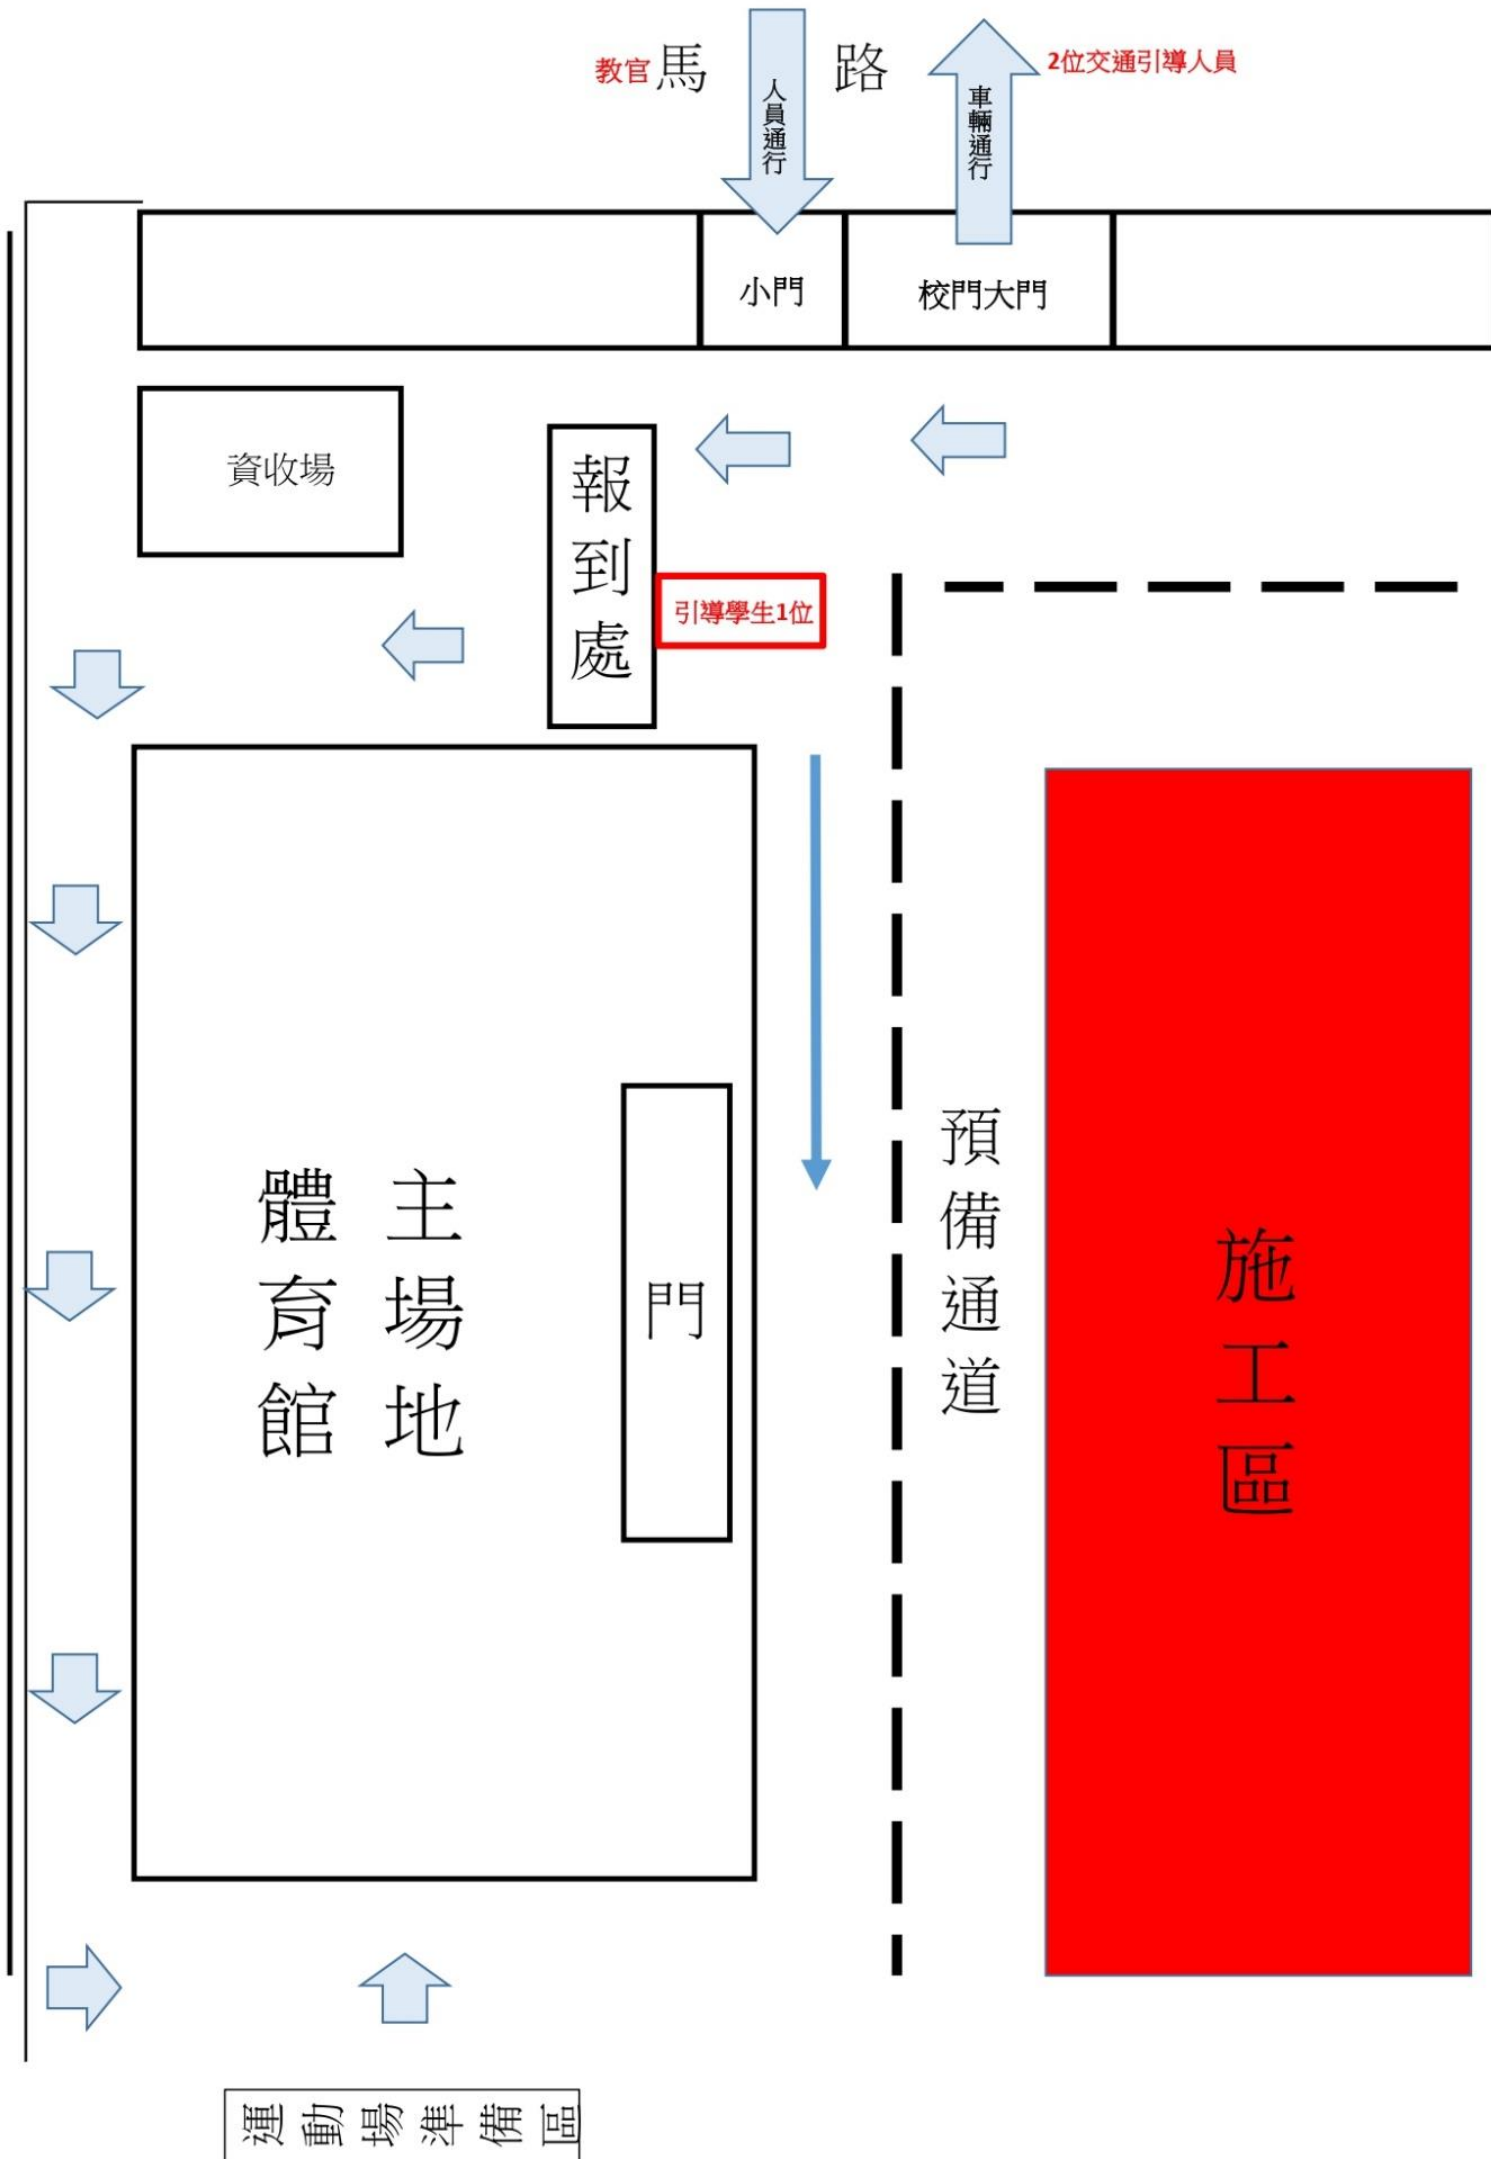 教官
馬路
人員通行
車輛通行
2位交通引導人員
小門
校門大門
資收場
報到處
引導學生1位
主場地
體育館
門
預備通道
施工區
運動場準備區